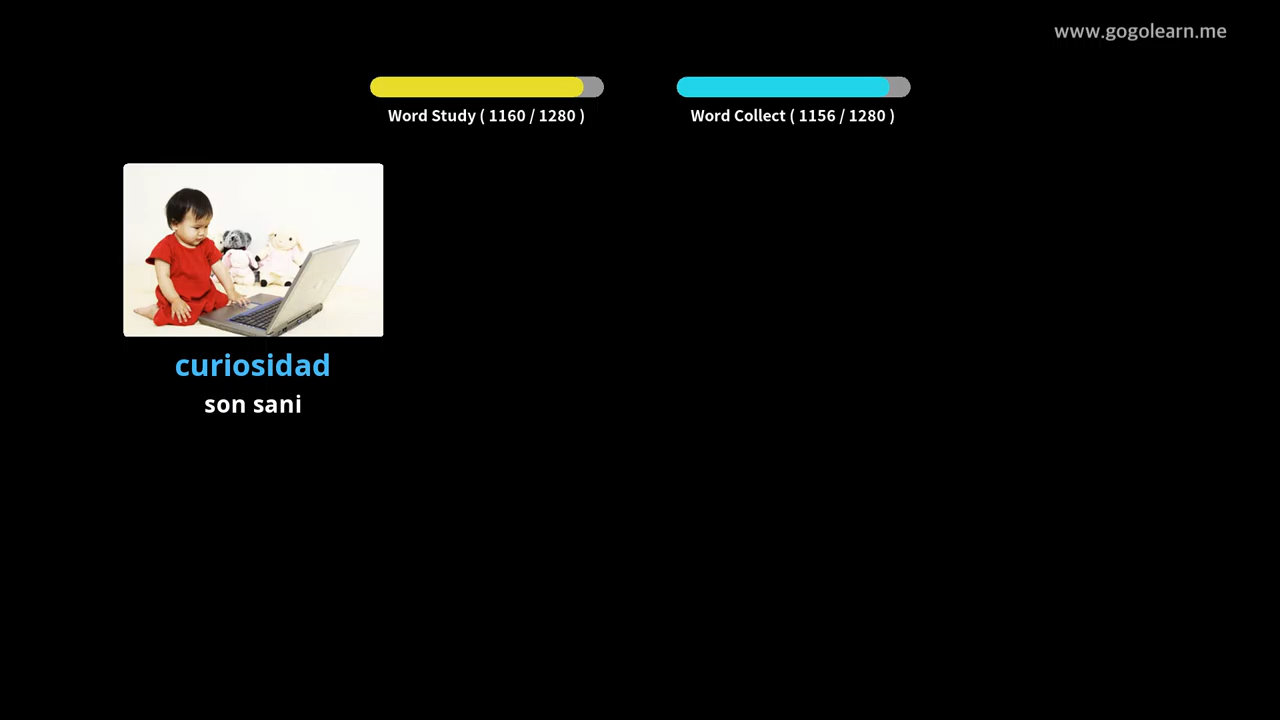 www.gogolearn.me
Word Study ( 1160 / 1280 )
Word Collect ( 1156 / 1280 )
curiosidad
son sani